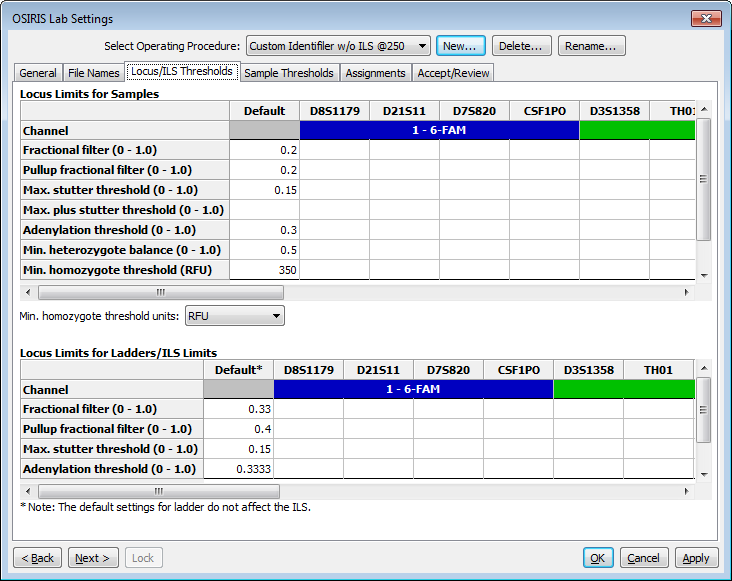 OSIRIS Lab Settings
Select Operating Procedure: Custom Identifiler w/o ILS @250 New... Delete... Rename...
General File Names Locus/ILS Thresholds Sample Thresholds Assignments Accept/Review
Locus Limits for Samples
Default D8S1179 D21S11 D7S820 CSF1PO D3S1358 TH01
Channel 1 - 6-FAM
Fractional filter (0 - 1.0) 0.2
Pullup fractional filter (0 - 1.0) 0.2
Max. stutter threshold (0 - 1.0) 0.15
Max. plus stutter threshold (0 - 1.0)
Adenylation threshold (0 - 1.0) 0.3
Min. heterozygote balance (0 - 1.0) 0.5
Min. homozygote threshold (RFU) 350
Min. homozygote threshold units: RFU
Locus Limits for Ladders/ILS Limits
Default* D8S1179 D21S11 D7S820 CSF1PO D3S1358 TH01
Channel 1 - 6-FAM
Fractional filter (0 - 1.0) 0.33
Pullup fractional filter (0 - 1.0) 0.4
Max. stutter threshold (0 - 1.0) 0.15
Adenylation threshold (0 - 1.0) 0.3333
* Note: The default settings for ladder do not affect the ILS.
< Back Next > Lock OK Cancel Apply